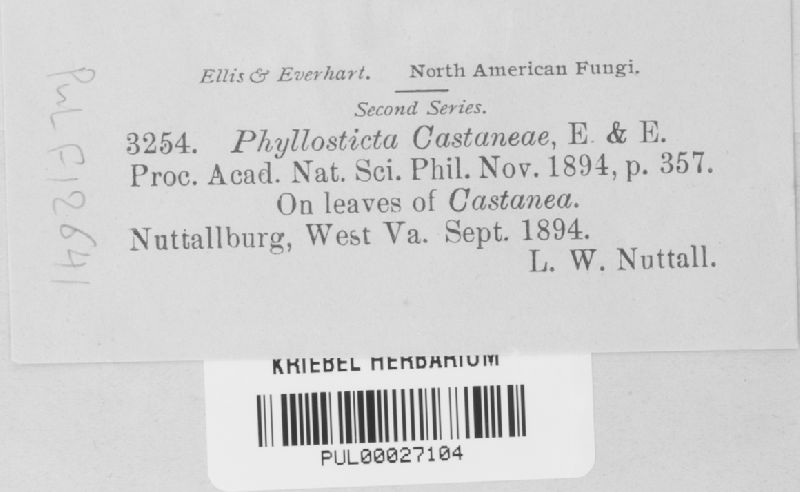 Ellis & Everhart. North American Fungi.
Second Series.
3254. Phyllosticta Castaneae, E. & E.
Proc. Acad. Nat. Sci. Phil. Nov. 1894, p. 357.
On leaves of Castanea.
Nuttallburg, West Va. Sept. 1894.
L. W. Nuttall.
PUL F12641
KRIEBEL HERBARIUM
PUL00027104